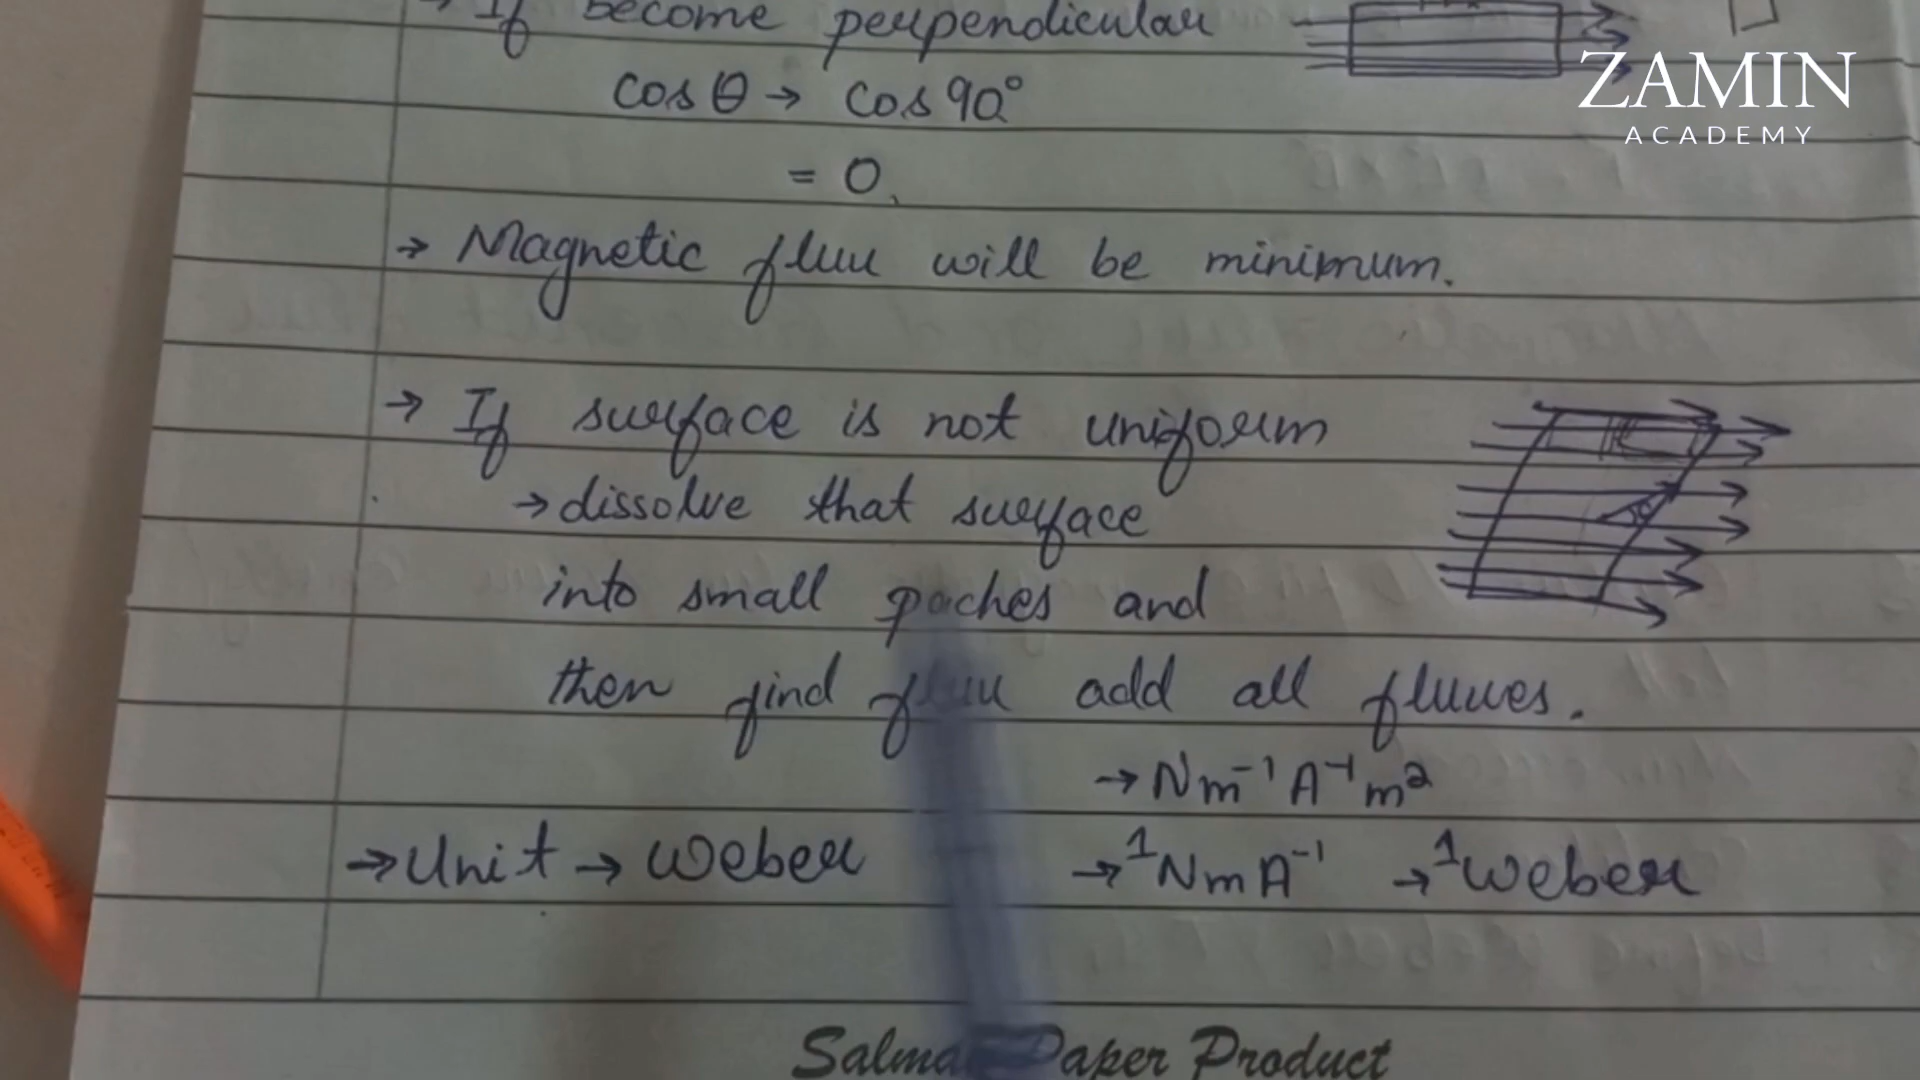 → If become perpendicular
cos θ → cos 90°
= 0.
→ Magnetic flux will be minimum.
→ If surface is not uniform
→ dissolve that surface
into small paches and
then find flux add all fluxes.
→ Nm⁻¹A⁻¹m²
→ Unit → Weber → 1NmA⁻¹ → 1Weber
Salman Paper Product
ZAMIN
ACADEMY